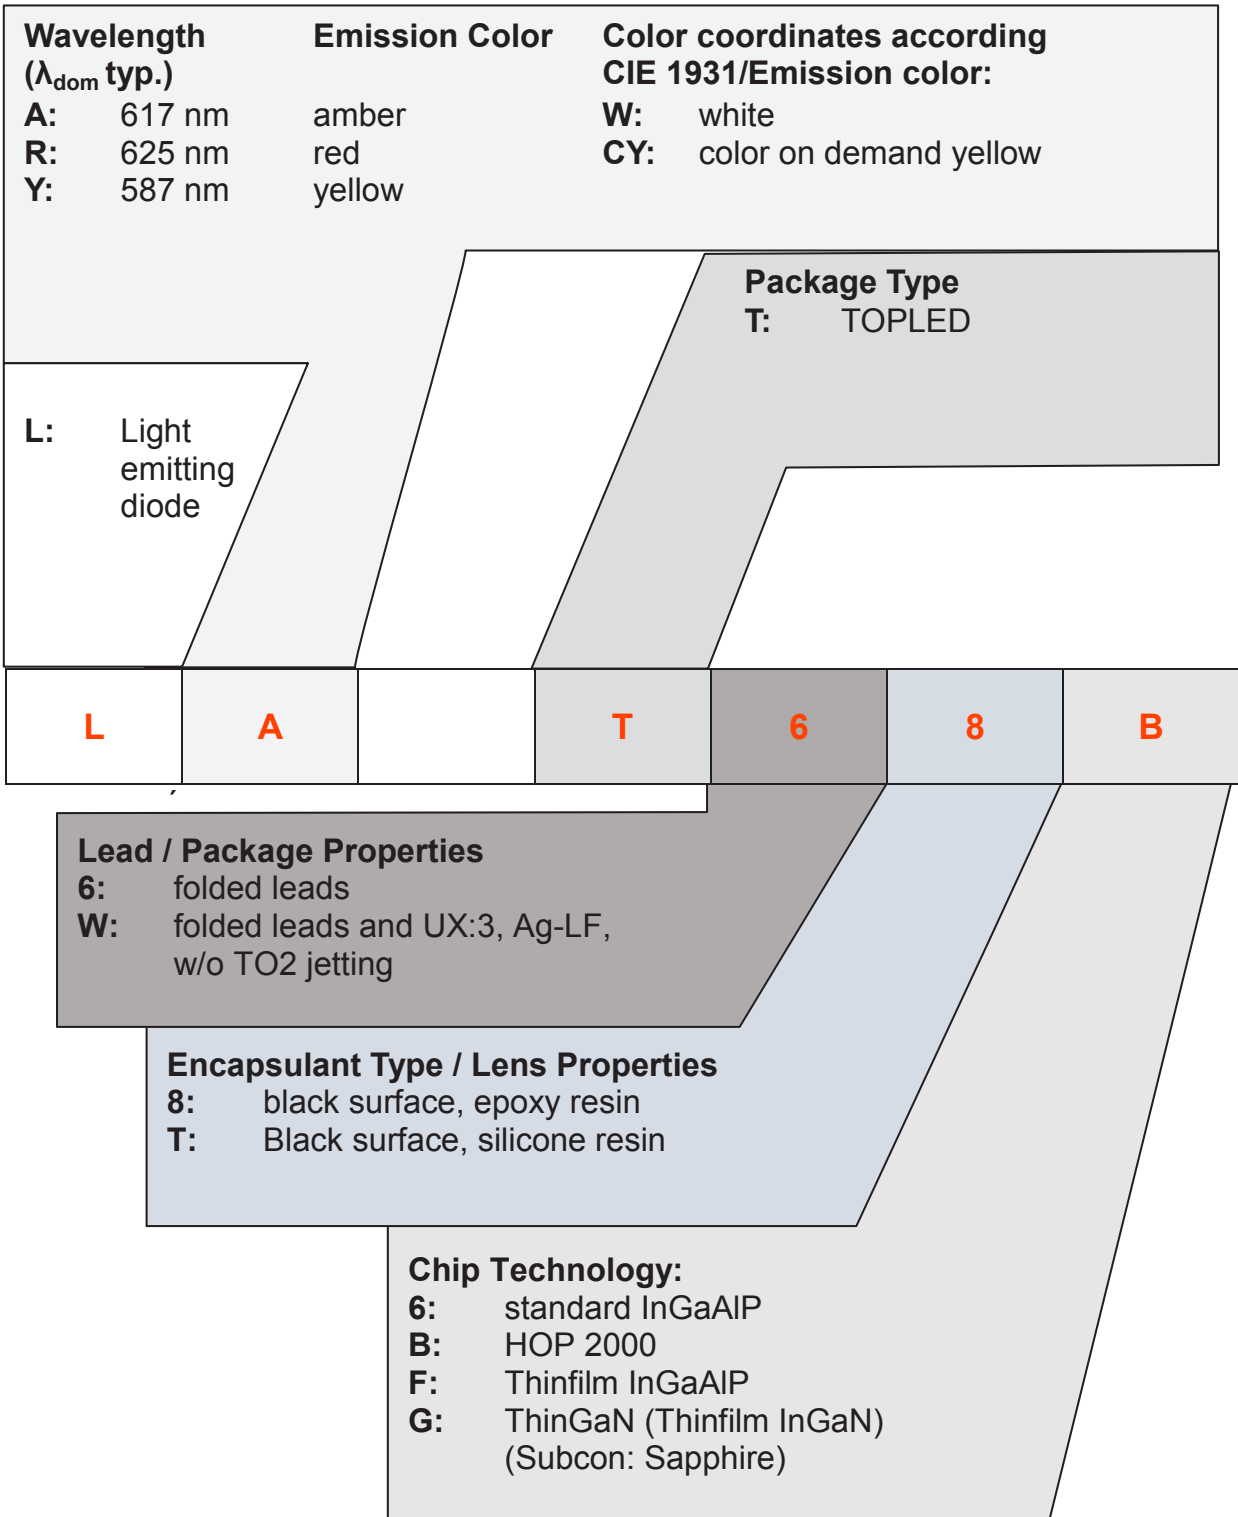 Wavelength Emission Color Color coordinates according
(λdom typ.) CIE 1931/Emission color:
A: 617 nm amber W: white
R: 625 nm red CY: color on demand yellow
Y: 587 nm yellow
Package Type
T: TOPLED
L: Light
emitting
diode
L A T 6 8 B
Lead / Package Properties
6: folded leads
W: folded leads and UX:3, Ag-LF,
w/o TO2 jetting
Encapsulant Type / Lens Properties
8: black surface, epoxy resin
T: Black surface, silicone resin
Chip Technology:
6: standard InGaAlP
B: HOP 2000
F: Thinfilm InGaAlP
G: ThinGaN (Thinfilm InGaN)
(Subcon: Sapphire)